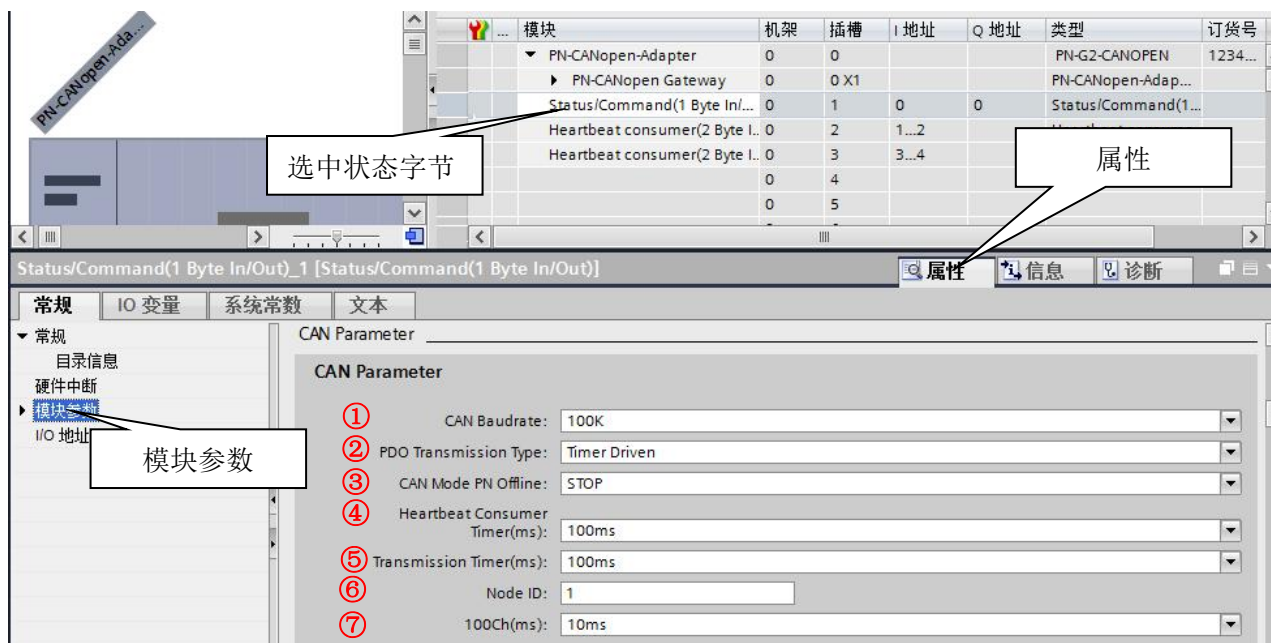 PN-CANopen-Ada...
... 模块 机架 插槽 I 地址 Q 地址 类型 订货号
PN-CANopen-Adapter 0 0 PN-G2-CANOPEN 1234...
PN-CANopen Gateway 0 0 X1 PN-CANopen-Adap...
Status/Command(1 Byte In/... 0 1 0 0 Status/Command(1...
Heartbeat consumer(2 Byte I.. 0 2 1...2
Heartbeat consumer(2 Byte I.. 0 3 3...4
0 4
0 5
选中状态字节
属性
Status/Command(1 Byte In/Out)_1 [Status/Command(1 Byte In/Out)]
属性 信息 诊断
常规 IO 变量 系统常数 文本
常规
目录信息
硬件中断
模块参数
I/O 地址
模块参数
CAN Parameter
CAN Parameter
① CAN Baudrate: 100K
② PDO Transmission Type: Timer Driven
③ CAN Mode PN Offline: STOP
④ Heartbeat Consumer
Timer(ms): 100ms
⑤ Transmission Timer(ms): 100ms
⑥ Node ID: 1
⑦ 100Ch(ms): 10ms